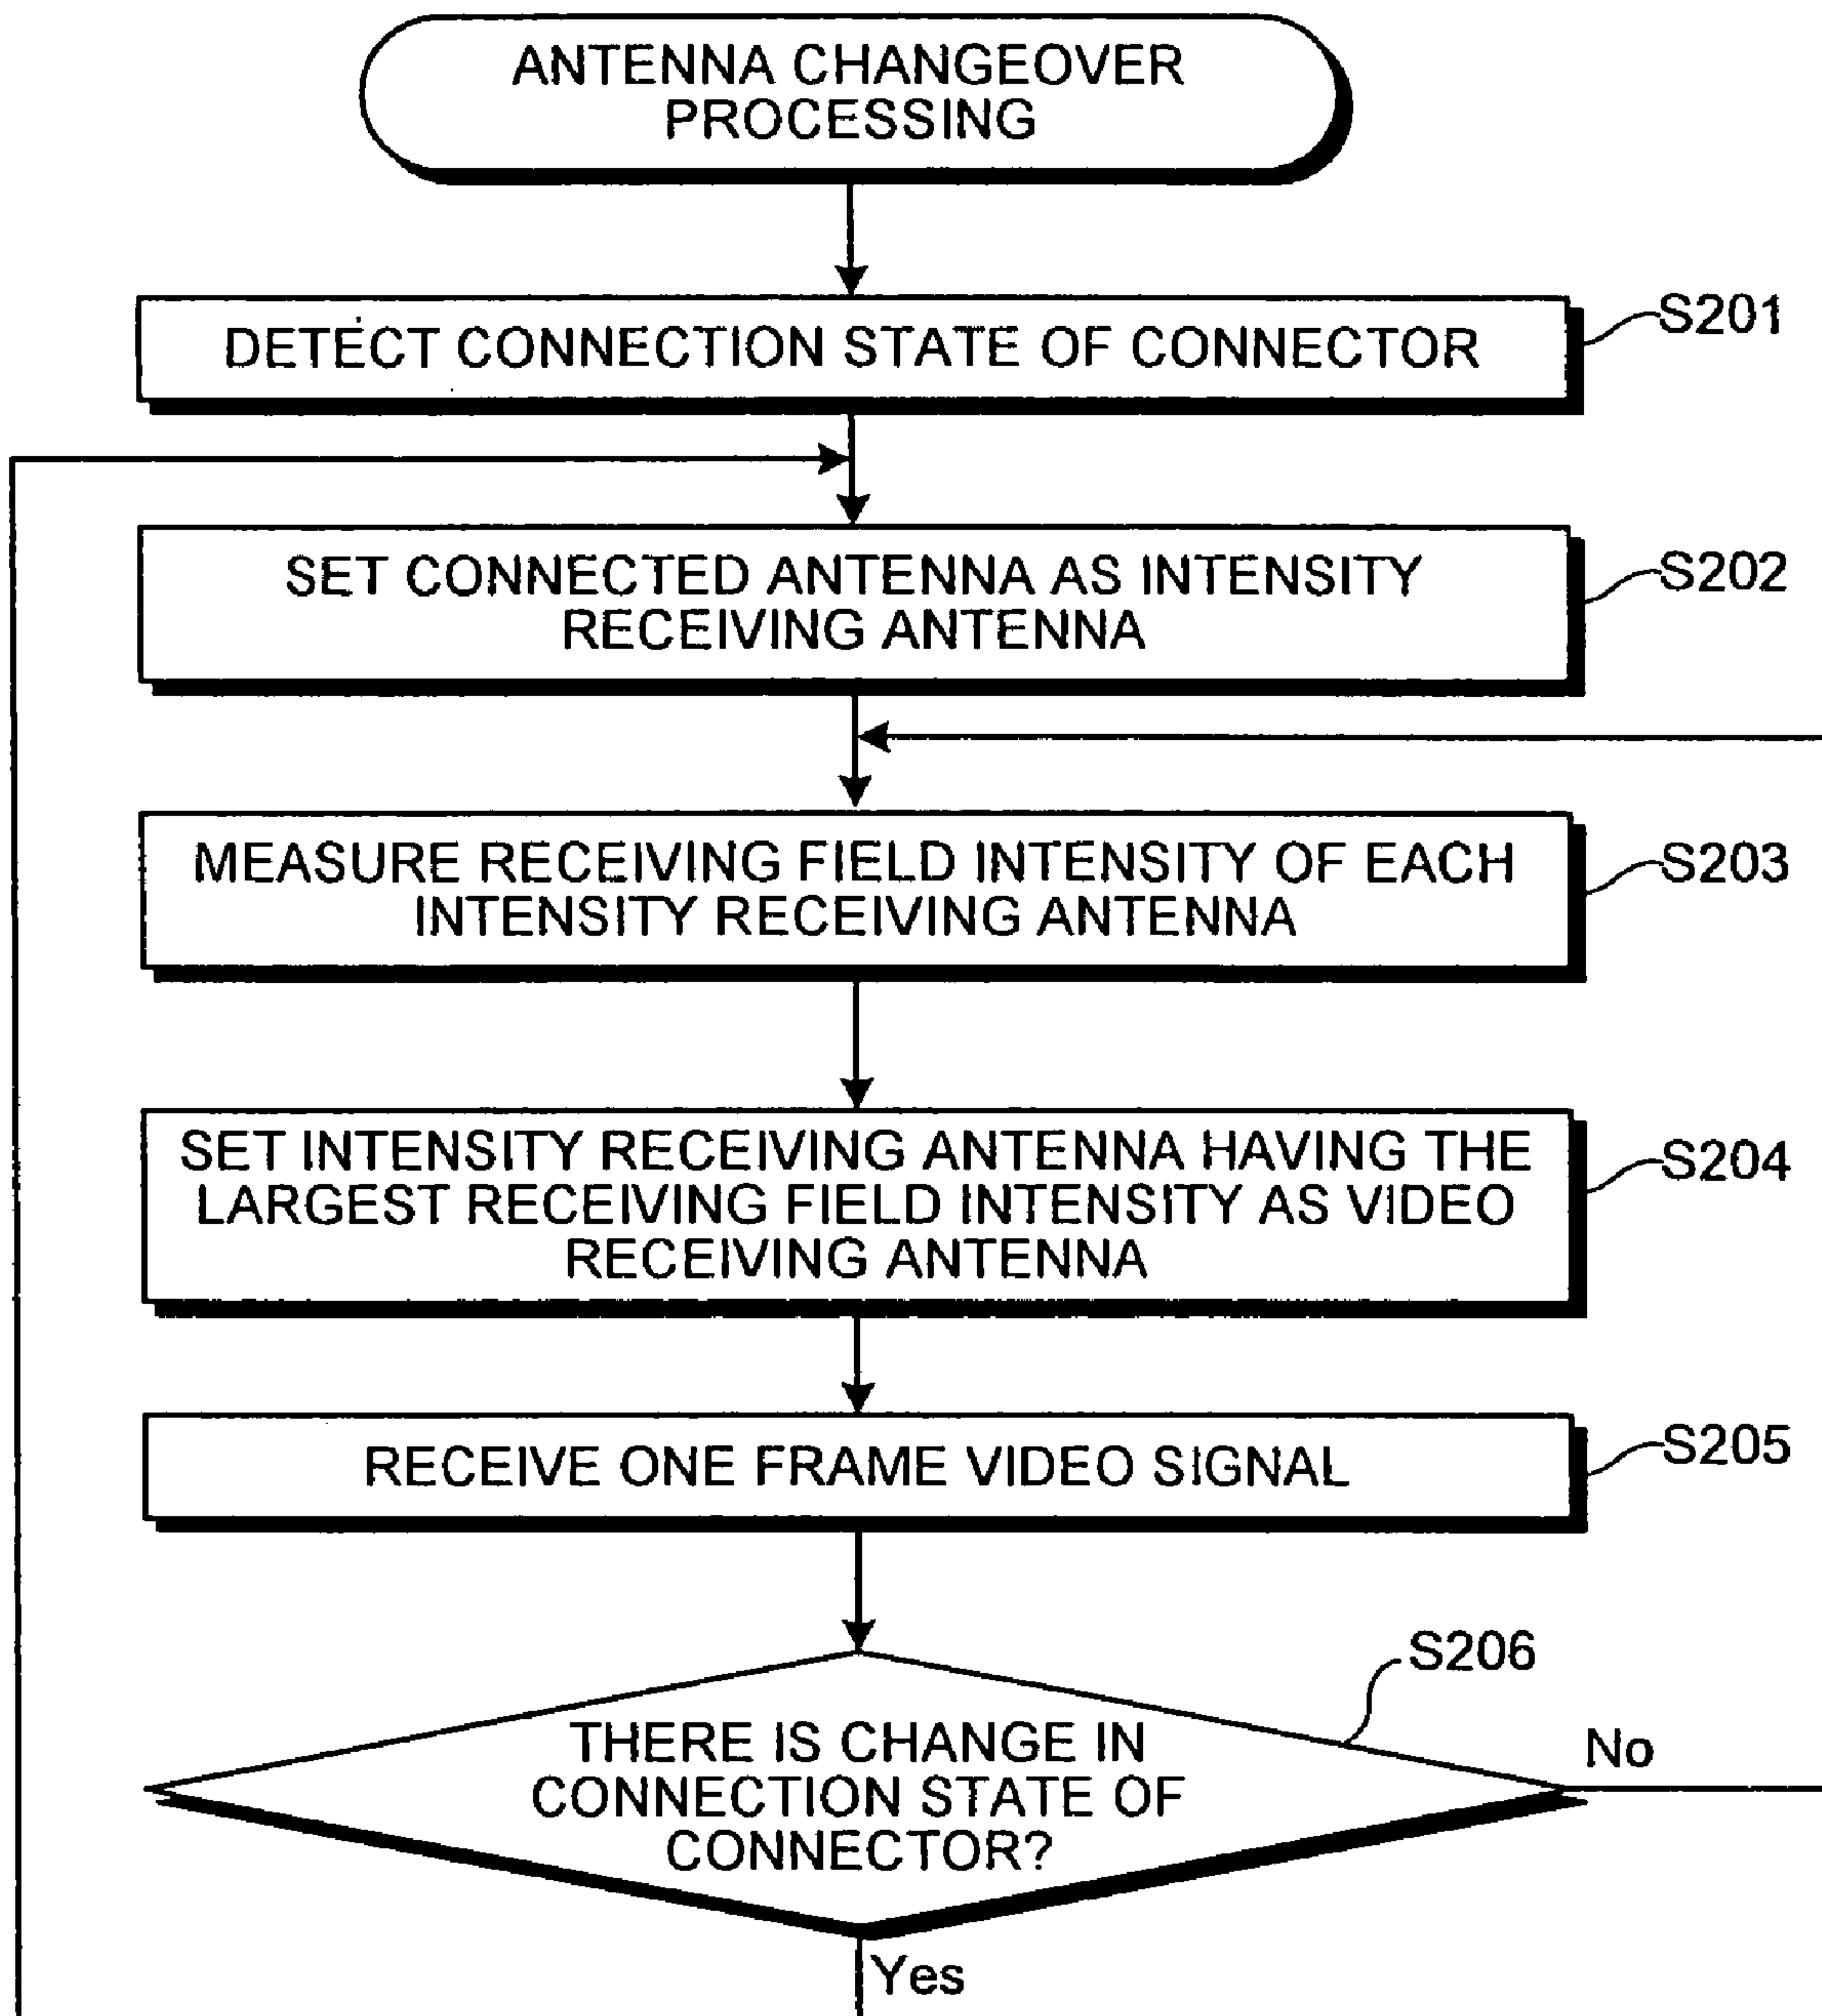 ANTENNA CHANGEOVER
PROCESSING
DETECT CONNECTION STATE OF CONNECTOR
S201
SET CONNECTED ANTENNA AS INTENSITY
RECEIVING ANTENNA
S202
MEASURE RECEIVING FIELD INTENSITY OF EACH
INTENSITY RECEIVING ANTENNA
S203
SET INTENSITY RECEIVING ANTENNA HAVING THE
LARGEST RECEIVING FIELD INTENSITY AS VIDEO
RECEIVING ANTENNA
S204
RECEIVE ONE FRAME VIDEO SIGNAL
S205
S206
THERE IS CHANGE IN
CONNECTION STATE OF
CONNECTOR?
No
Yes